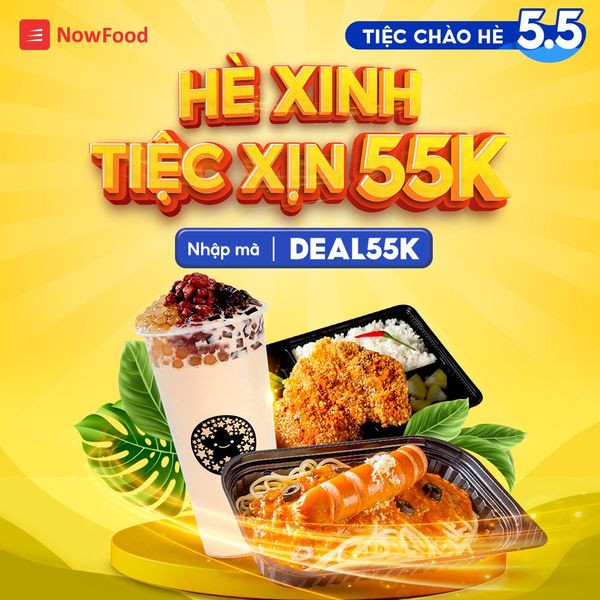 NowFood
TIỆC CHÀO HÈ 5.5
HÈ XINH
TIỆC XỊN 55K
Nhập mã | DEAL55K